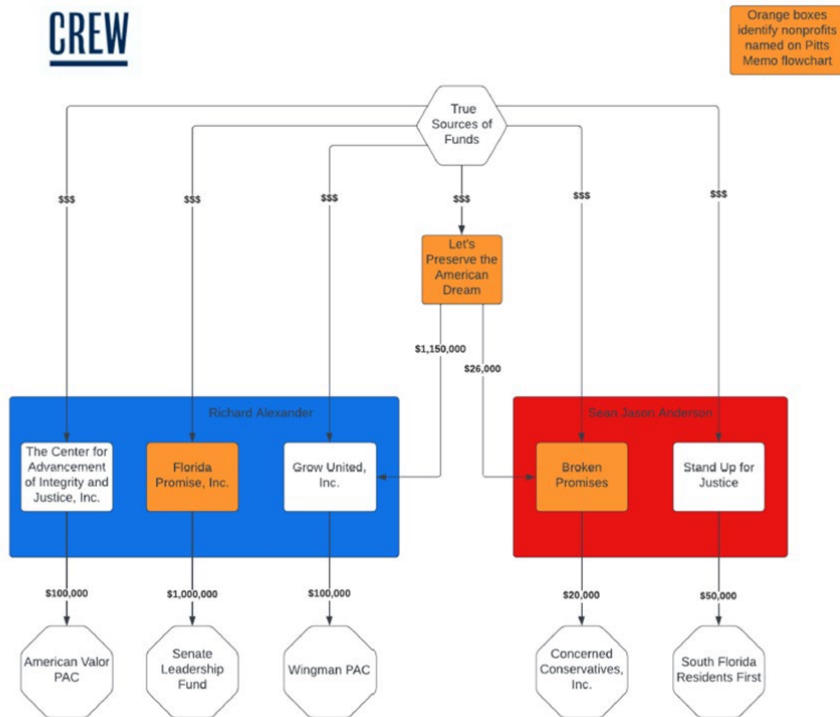 CREW
Orange boxes
identify nonprofits
named on Pitts
Memo flowchart
True
Sources of
Funds
$$$
$$$
$$$
$$$
$$$
$$$
Let's
Preserve the
American
Dream
$1,150,000
$26,000
Richard Alexander
Sean Jason Anderson
The Center for
Advancement
of Integrity and
Justice, Inc.
Florida
Promise, Inc.
Grow United,
Inc.
Broken
Promises
Stand Up for
Justice
$100,000
$1,000,000
$100,000
$20,000
$50,000
American Valor
PAC
Senate
Leadership
Fund
Wingman PAC
Concerned
Conservatives,
Inc.
South Florida
Residents First